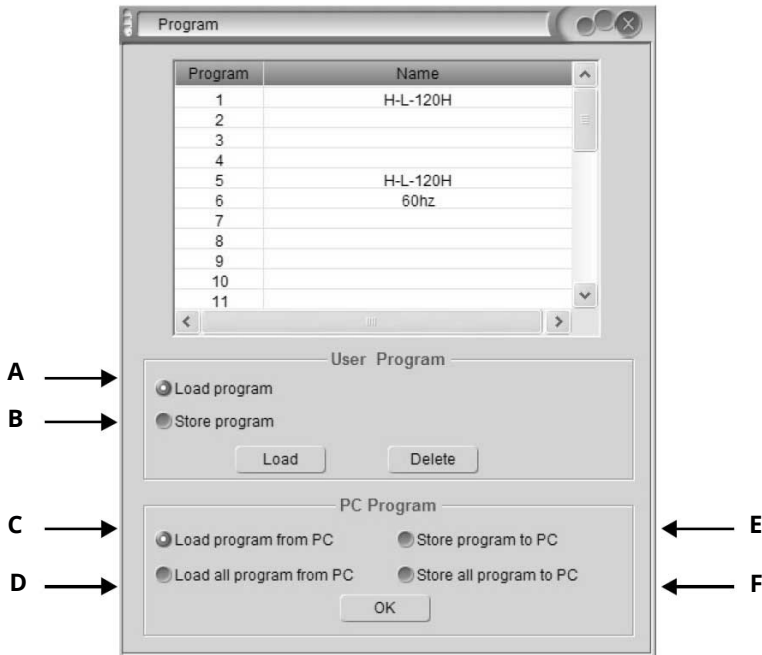 Program
Program Name
1 H-L-120H
2
3
4
5 H-L-120H
6 60hz
7
8
9
10
11
User Program
A Load program
B Store program
Load Delete
PC Program
C Load program from PC Store program to PC E
D Load all program from PC Store all program to PC F
OK